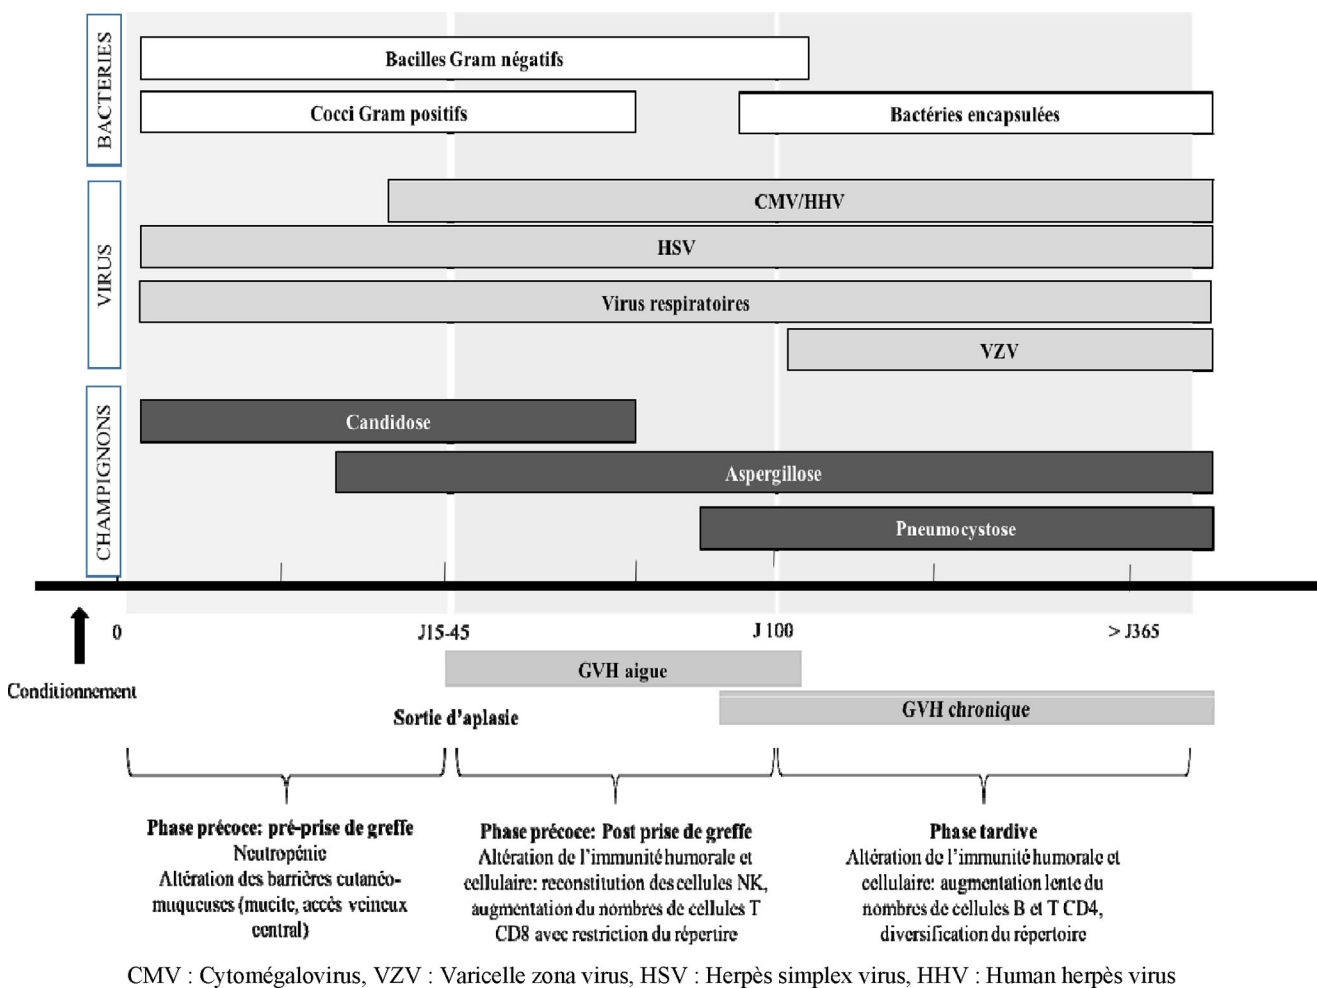 BACTERIES
Bacilles Gram négatifs
Cocci Gram positifs
Bactéries encapsulées
VIRUS
CMV/HHV
HSV
Virus respiratoires
VZV
CHAMPIGNONS
Candidose
Aspergillose
Pneumocystose
0
J15-45
J 100
> J365
Conditionnement
GVH aigue
GVH chronique
Sortie d'aplasie
Phase précoce: pré-prise de greffe
Neutropénie
Altération des barrières cutanéo-
muqueuses (mucite, accès veineux
central)
Phase précoce: Post prise de greffe
Altération de l'immunité humorale et
cellulaire: reconstitution des cellules NK,
augmentation du nombres de cellules T
CD8 avec restriction du répertire
Phase tardive
Altération de l'immunité humorale et
cellulaire: augmentation lente du
nombres de cellules B et T CD4,
diversification du répertoire
CMV : Cytomégalovirus, VZV : Varicelle zona virus, HSV : Herpès simplex virus, HHV : Human herpès virus